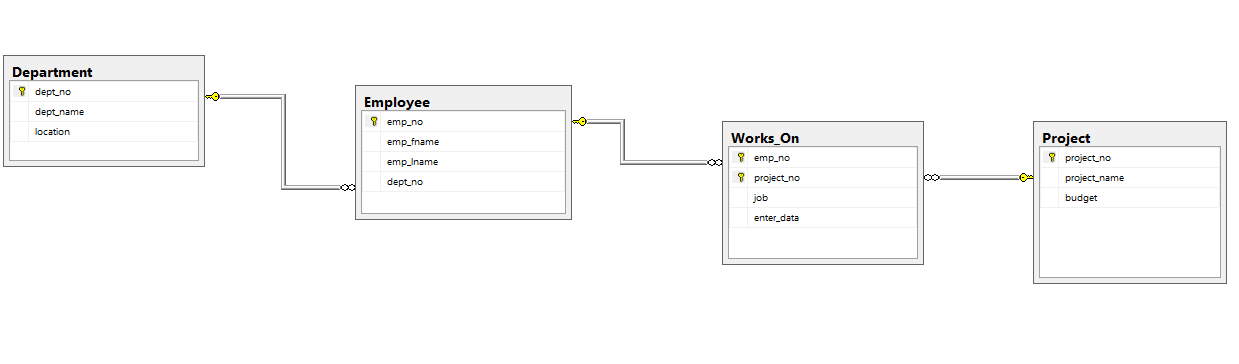 Department
dept_no
dept_name
location
Employee
emp_no
emp_fname
emp_lname
dept_no
Works_On
emp_no
project_no
job
enter_data
Project
project_no
project_name
budget